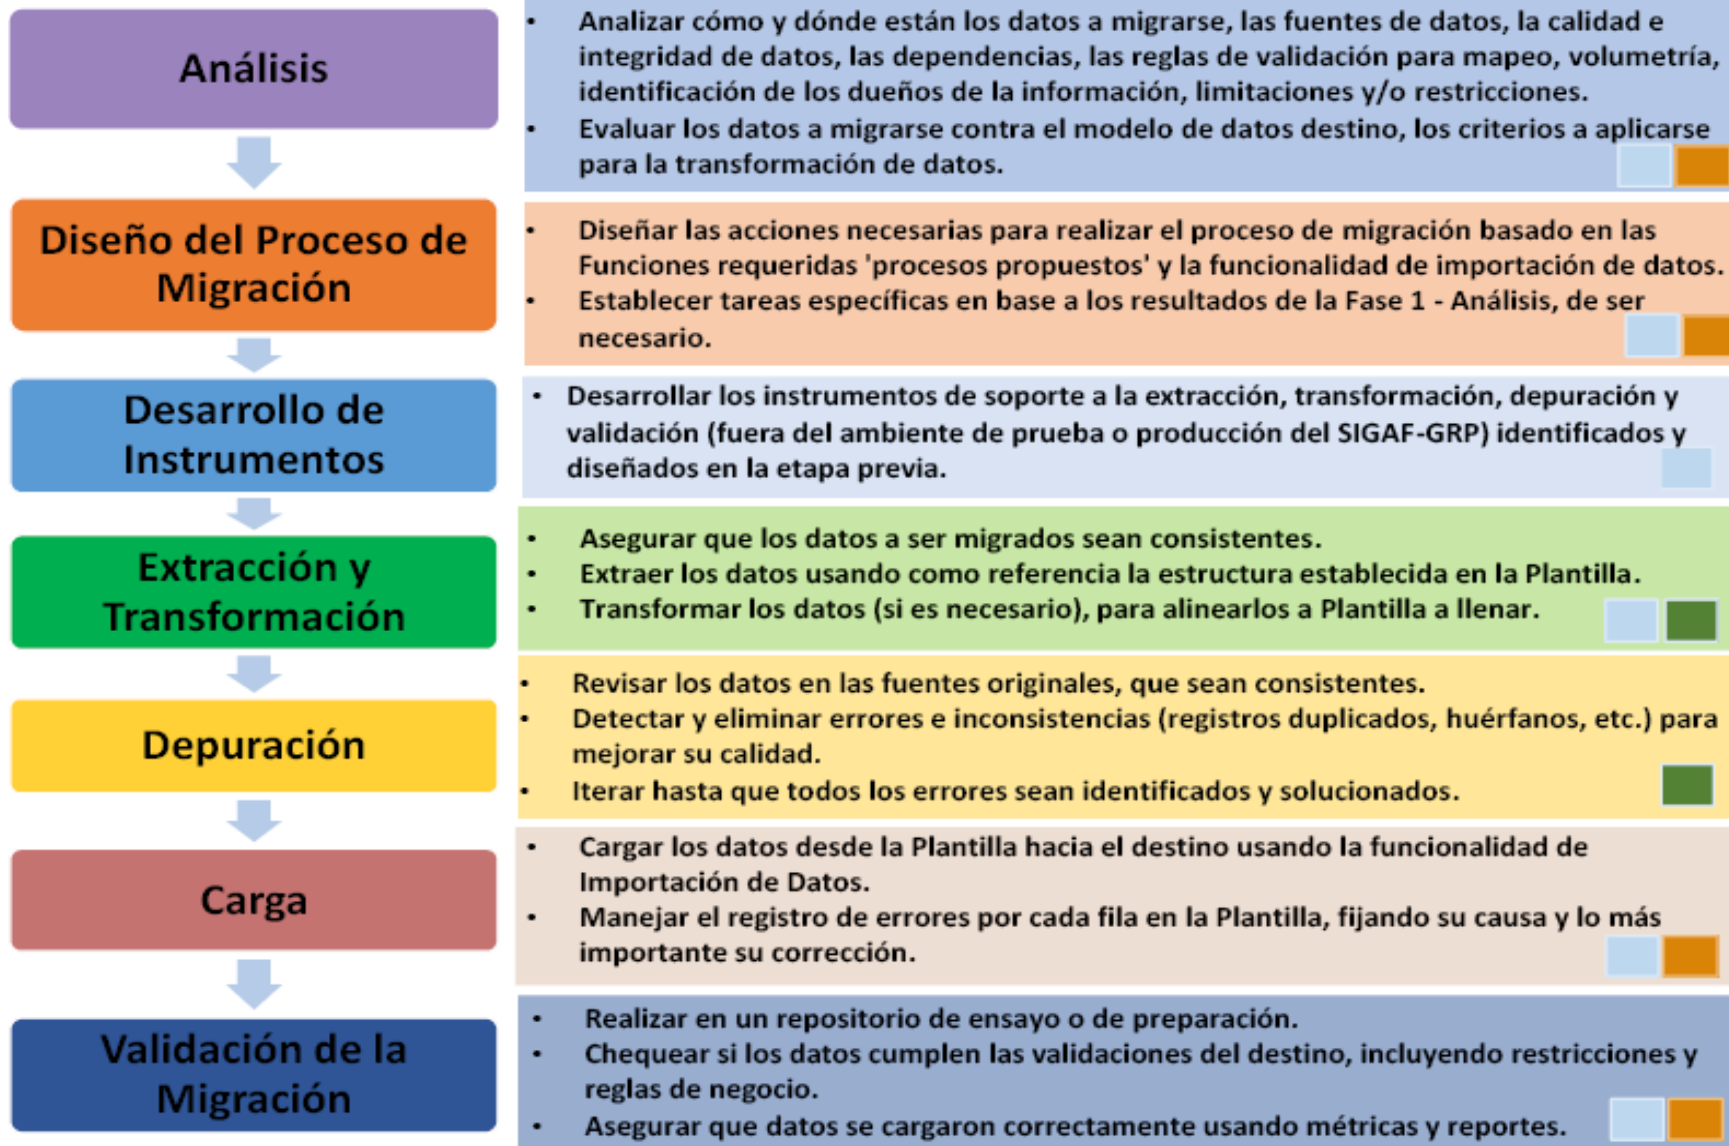 Análisis
• Analizar cómo y dónde están los datos a migrarse, las fuentes de datos, la calidad e
integridad de datos, las dependencias, las reglas de validación para mapeo, volumetría,
identificación de los dueños de la información, limitaciones y/o restricciones.
• Evaluar los datos a migrarse contra el modelo de datos destino, los criterios a aplicarse
para la transformación de datos.
Diseño del Proceso de
Migración
• Diseñar las acciones necesarias para realizar el proceso de migración basado en las
Funciones requeridas 'procesos propuestos' y la funcionalidad de importación de datos.
• Establecer tareas específicas en base a los resultados de la Fase 1 - Análisis, de ser
necesario.
Desarrollo de
Instrumentos
• Desarrollar los instrumentos de soporte a la extracción, transformación, depuración y
validación (fuera del ambiente de prueba o producción del SIGAF-GRP) identificados y
diseñados en la etapa previa.
Extracción y
Transformación
• Asegurar que los datos a ser migrados sean consistentes.
• Extraer los datos usando como referencia la estructura establecida en la Plantilla.
• Transformar los datos (si es necesario), para alinearlos a Plantilla a llenar.
Depuración
• Revisar los datos en las fuentes originales, que sean consistentes.
• Detectar y eliminar errores e inconsistencias (registros duplicados, huérfanos, etc.) para
mejorar su calidad.
• Iterar hasta que todos los errores sean identificados y solucionados.
Carga
• Cargar los datos desde la Plantilla hacia el destino usando la funcionalidad de
Importación de Datos.
• Manejar el registro de errores por cada fila en la Plantilla, fijando su causa y lo más
importante su corrección.
Validación de la
Migración
• Realizar en un repositorio de ensayo o de preparación.
• Chequear si los datos cumplen las validaciones del destino, incluyendo restricciones y
reglas de negocio.
• Asegurar que datos se cargaron correctamente usando métricas y reportes.